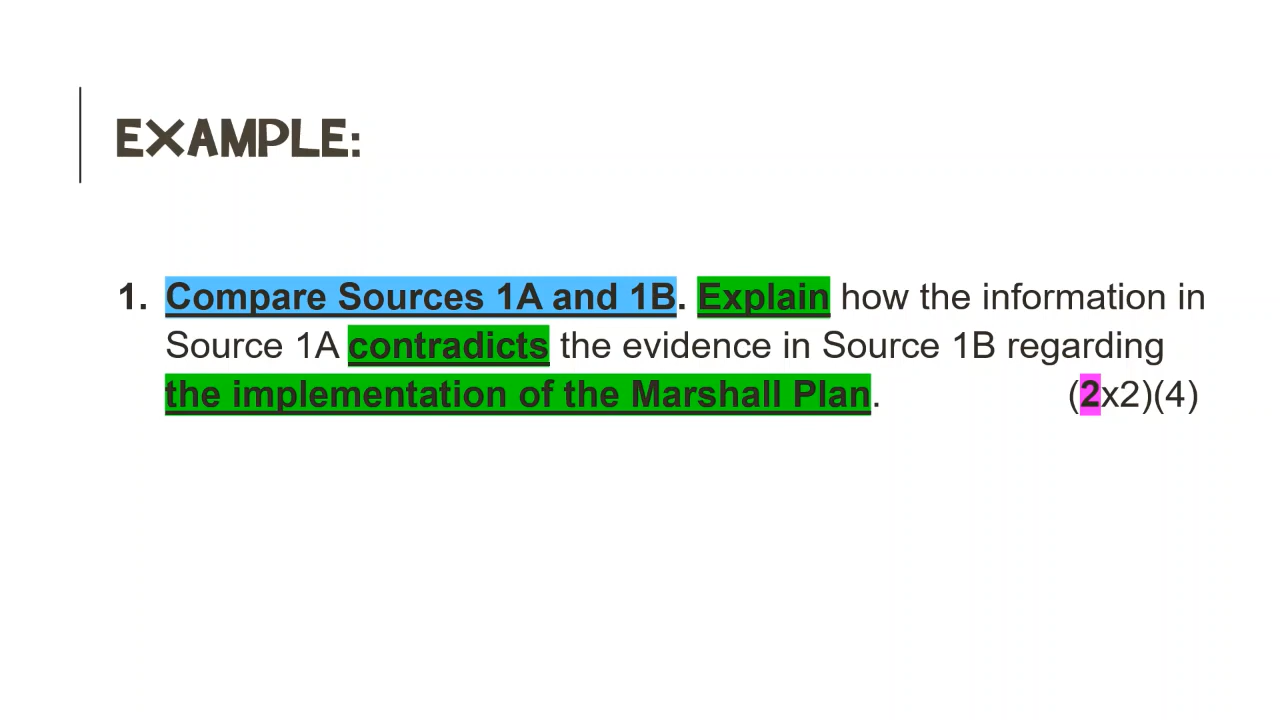 EXAMPLE:
1. Compare Sources 1A and 1B. Explain how the information in
Source 1A contradicts the evidence in Source 1B regarding
the implementation of the Marshall Plan. (2x2)(4)